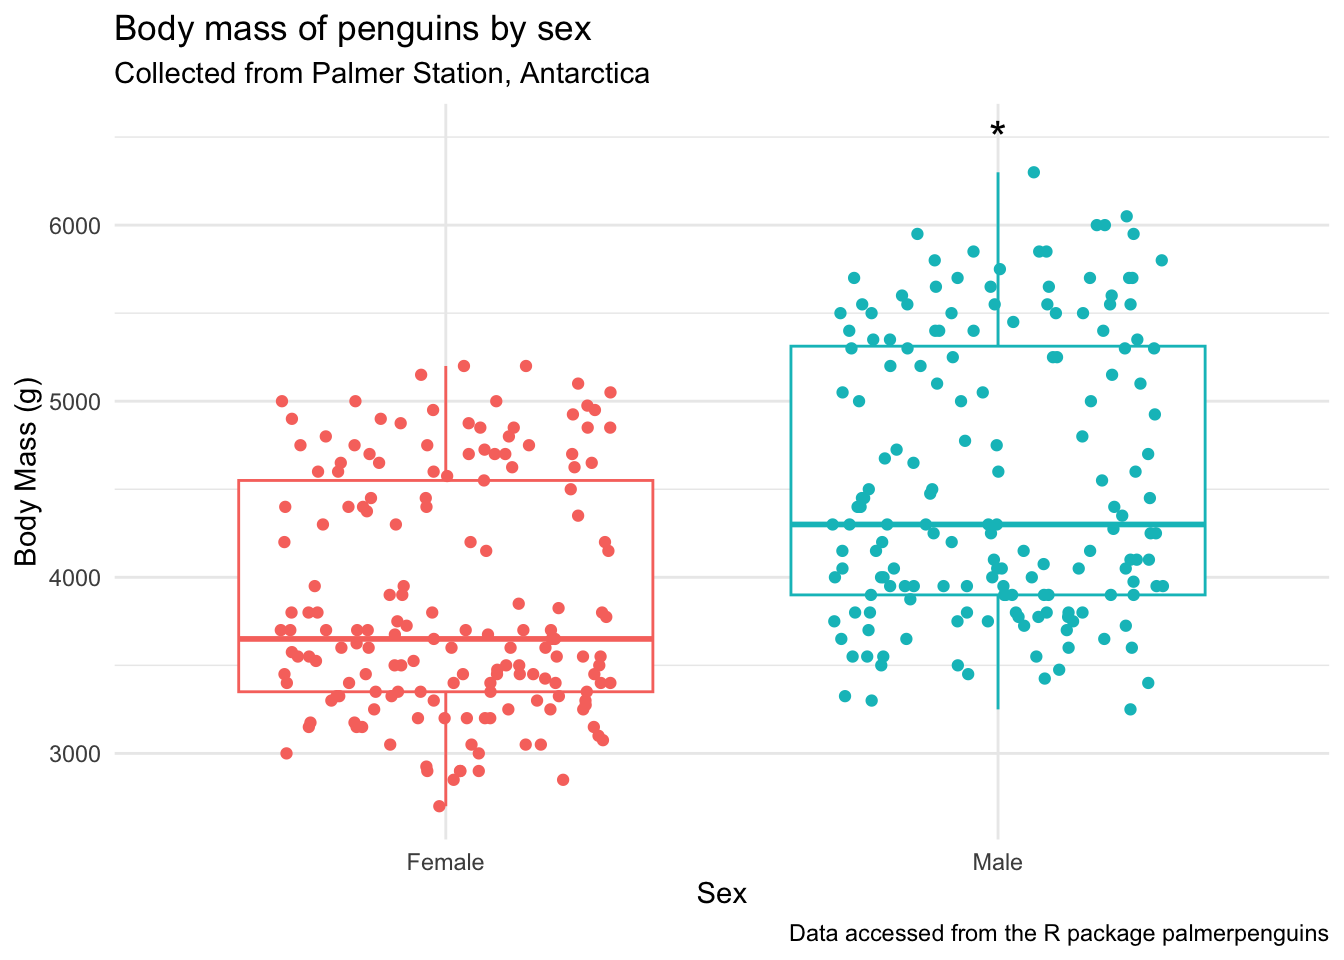 Body mass of penguins by sex
Collected from Palmer Station, Antarctica
*
6000
5000
4000
3000
Body Mass (g)
Female
Male
Sex
Data accessed from the R package palmerpenguins